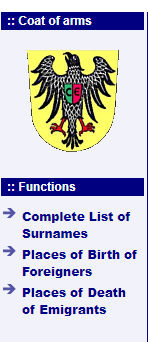 :: Coat of arms
:: Functions
Complete List of
Surnames
Places of Birth of
Foreigners
Places of Death
of Emigrants